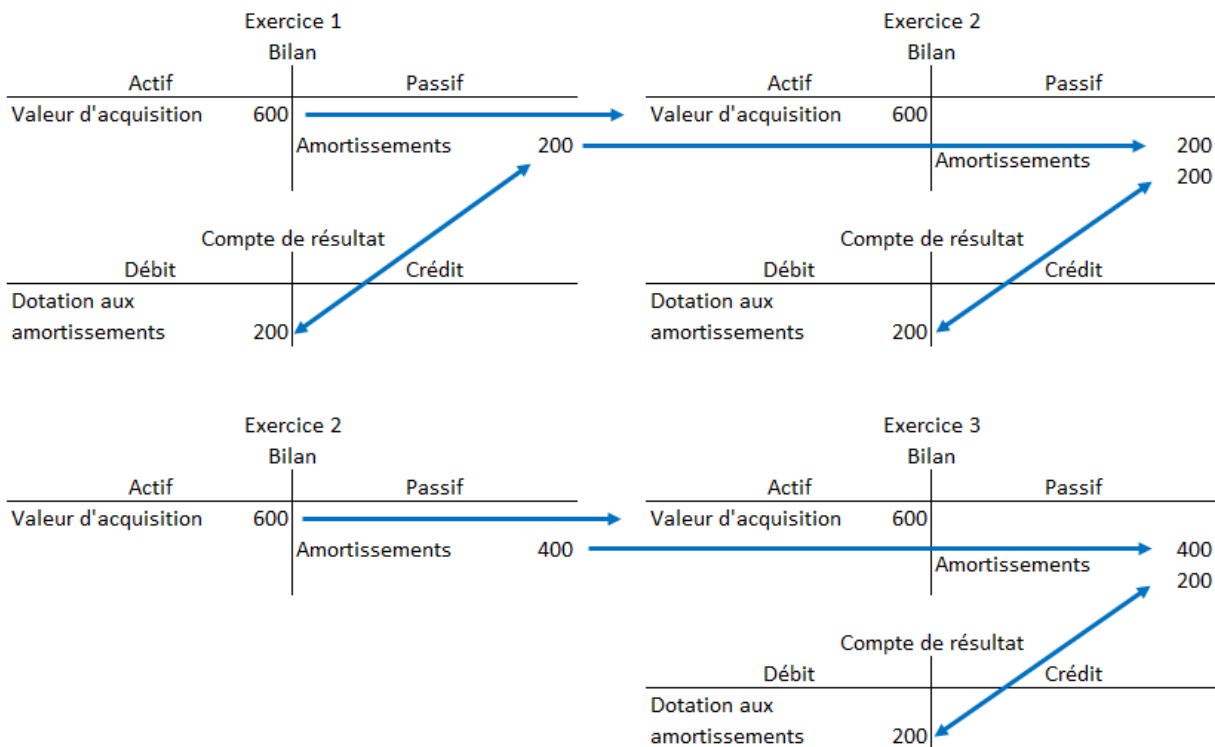 Exercice 1
Bilan
Actif Passif
Valeur d'acquisition 600
Amortissements 200
Compte de résultat
Débit Crédit
Dotation aux
amortissements 200
Exercice 2
Bilan
Actif Passif
Valeur d'acquisition 600
Amortissements 200
200
Compte de résultat
Débit Crédit
Dotation aux
amortissements 200
Exercice 2
Bilan
Actif Passif
Valeur d'acquisition 600
Amortissements 400
Exercice 3
Bilan
Actif Passif
Valeur d'acquisition 600
Amortissements 400
200
Compte de résultat
Débit Crédit
Dotation aux
amortissements 200